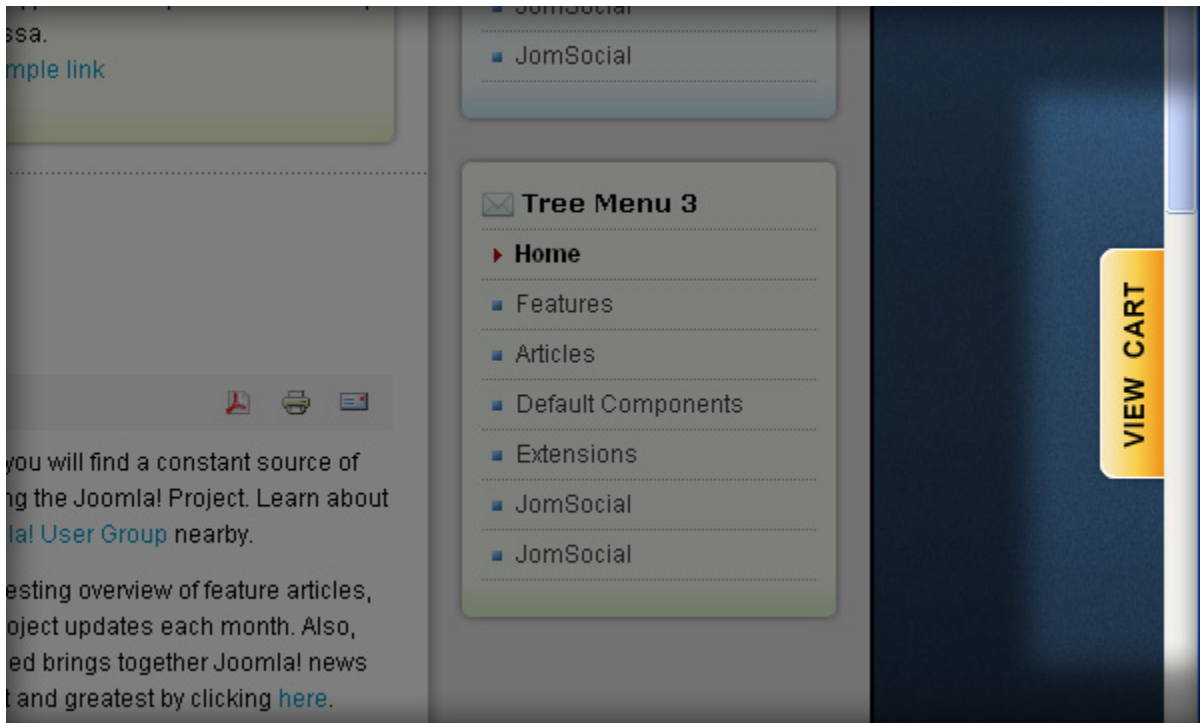 ssa.
mple link
JomSocial
JomSocial
Tree Menu 3
Home
Features
Articles
Default Components
Extensions
JomSocial
JomSocial
you will find a constant source of
ng the Joomla! Project. Learn about
la! User Group nearby.
esting overview of feature articles,
oject updates each month. Also,
ed brings together Joomla! news
t and greatest by clicking here.
VIEW CART